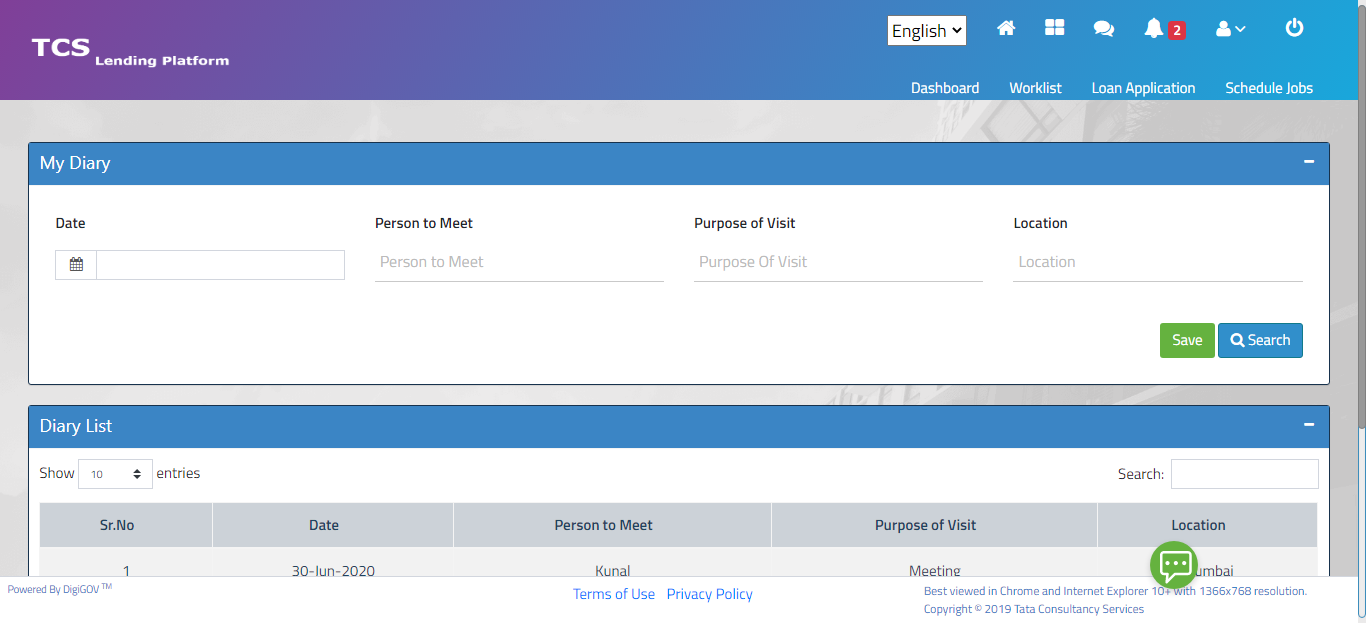 English
2
TCS Lending Platform
Dashboard Worklist Loan Application Schedule Jobs
My Diary
Date Person to Meet Purpose of Visit Location
Person to Meet Purpose Of Visit Location
Save Search
Diary List
Show 10 entries Search:
Sr.No Date Person to Meet Purpose of Visit Location
1 30-Jun-2020 Kunal Meeting
Powered By DigiGOV TM
Terms of Use Privacy Policy
Best viewed in Chrome and Internet Explorer 10+ with 1366x768 resolution.
Copyright © 2019 Tata Consultancy Services